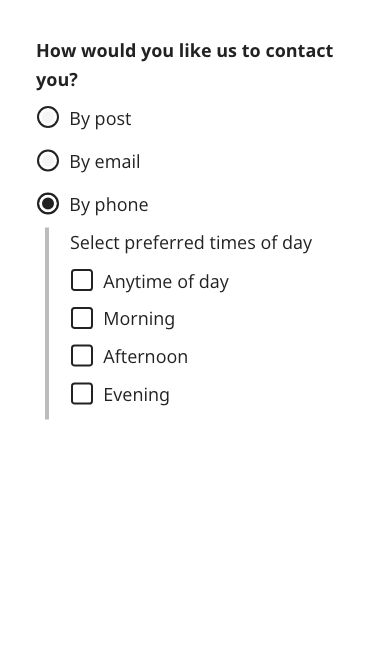 How would you like us to contact
you?
By post
By email
By phone
Select preferred times of day
Anytime of day
Morning
Afternoon
Evening